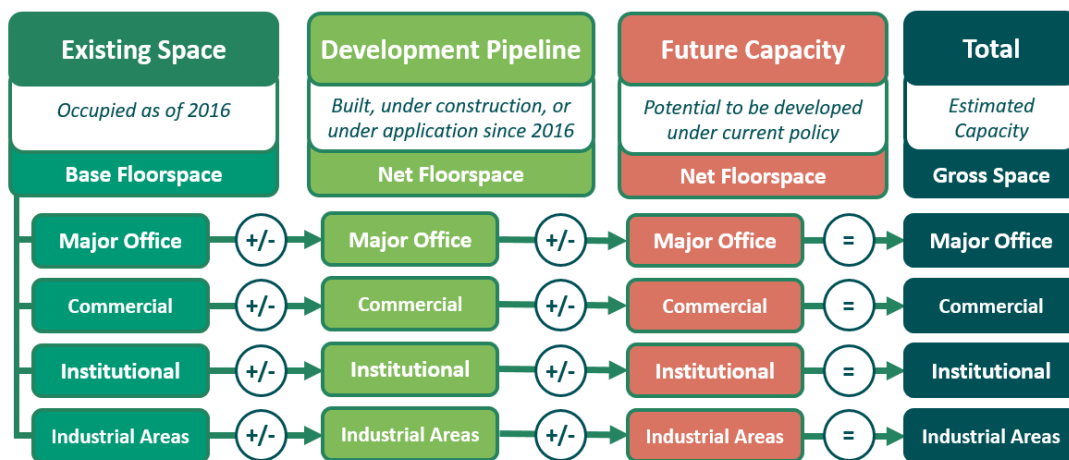 Existing Space
Occupied as of 2016
Base Floorspace
Development Pipeline
Built, under construction, or
under application since 2016
Net Floorspace
Future Capacity
Potential to be developed
under current policy
Net Floorspace
Total
Estimated
Capacity
Gross Space
Major Office +/- Major Office +/- Major Office = Major Office
Commercial +/- Commercial +/- Commercial = Commercial
Institutional +/- Institutional +/- Institutional = Institutional
Industrial Areas +/- Industrial Areas +/- Industrial Areas = Industrial Areas